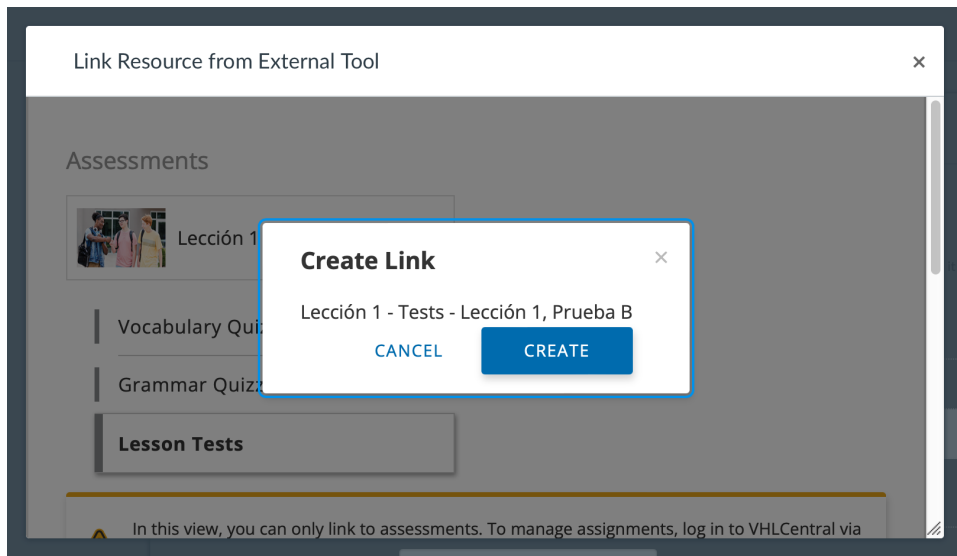 Link Resource from External Tool
×
Assessments
Lección 1
Create Link
×
Lección 1 - Tests - Lección 1, Prueba B
CANCEL
CREATE
Vocabulary
Grammar
Lesson Tests
In this view, you can only link to assessments. To manage assignments, log in to VHLCentral via